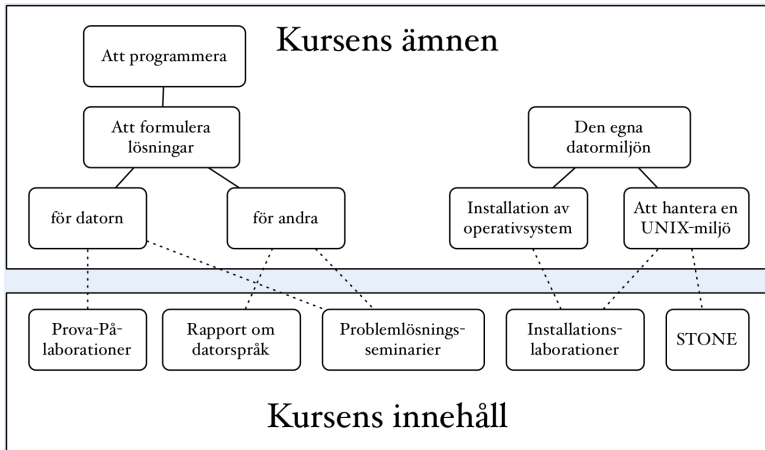 Kursens ämnen
Att programmera
Att formulera
lösningar
Den egna
datormiljön
för datorn
för andra
Installation av
operativsystem
Att hantera en
UNIX-miljö
Prova-På-
laborationer
Rapport om
datorspråk
Problemlösnings-
seminarier
Installations-
laborationer
STONE
Kursens innehåll